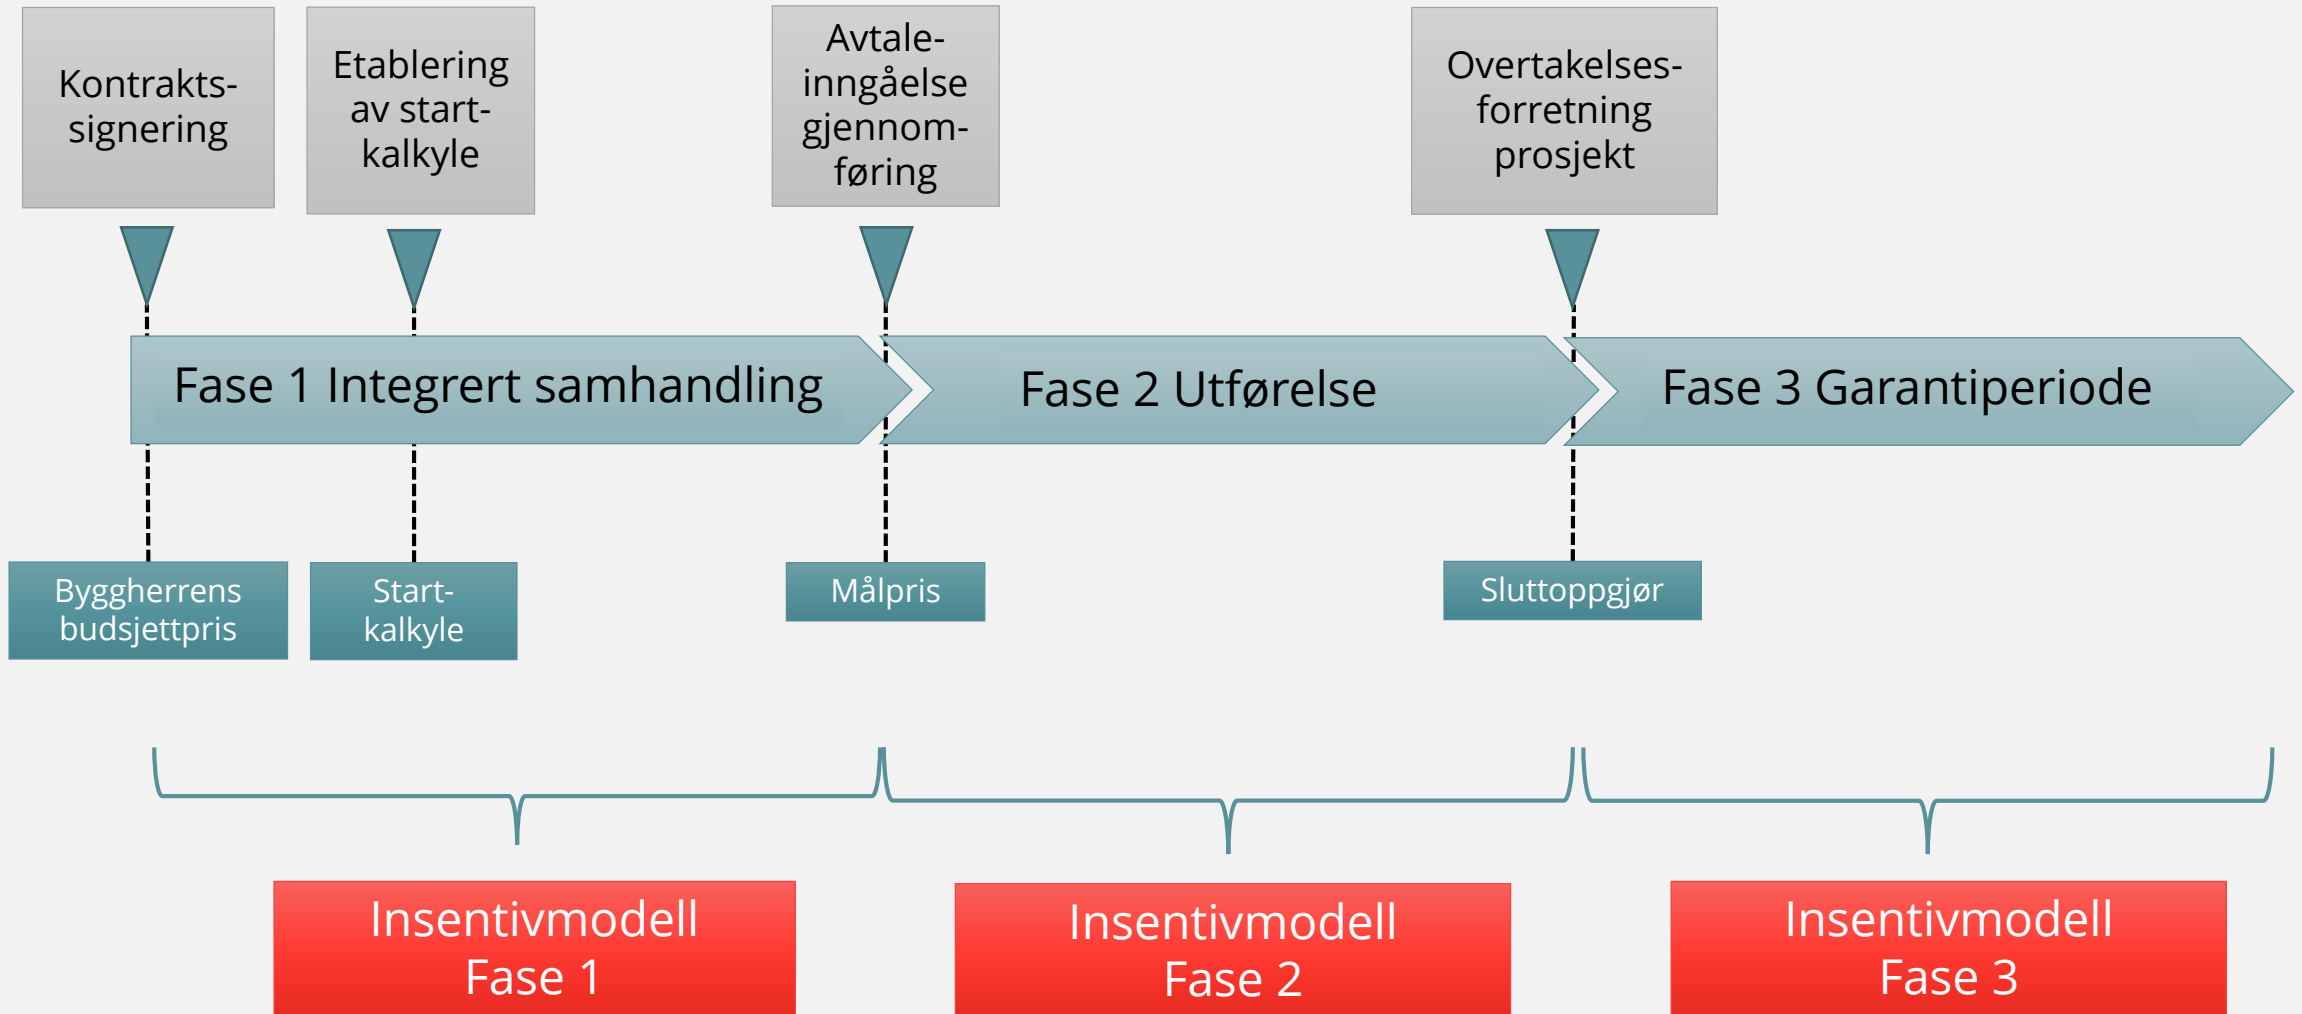 Kontrakts-
signering
Etablering
av start-
kalkyle
Avtale-
inngåelse
gjennom-
føring
Overtakelses-
forretning
prosjekt
Fase 1 Integrert samhandling
Fase 2 Utførelse
Fase 3 Garantiperiode
Byggherrens
budsjettpris
Start-
kalkyle
Målpris
Sluttoppgjør
Insentivmodell
Fase 1
Insentivmodell
Fase 2
Insentivmodell
Fase 3